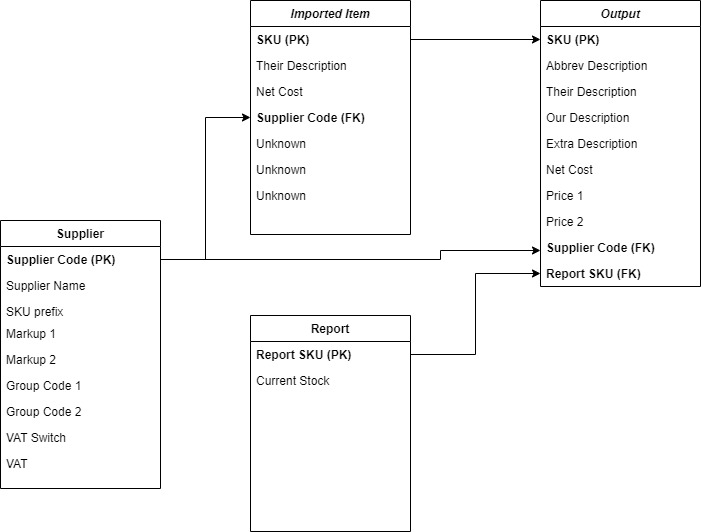 Imported Item
SKU (PK)
Their Description
Net Cost
Supplier Code (FK)
Unknown
Unknown
Unknown
Output
SKU (PK)
Abbrev Description
Their Description
Our Description
Extra Description
Net Cost
Price 1
Price 2
Supplier Code (FK)
Report SKU (FK)
Supplier
Supplier Code (PK)
Supplier Name
SKU prefix
Markup 1
Markup 2
Group Code 1
Group Code 2
VAT Switch
VAT
Report
Report SKU (PK)
Current Stock